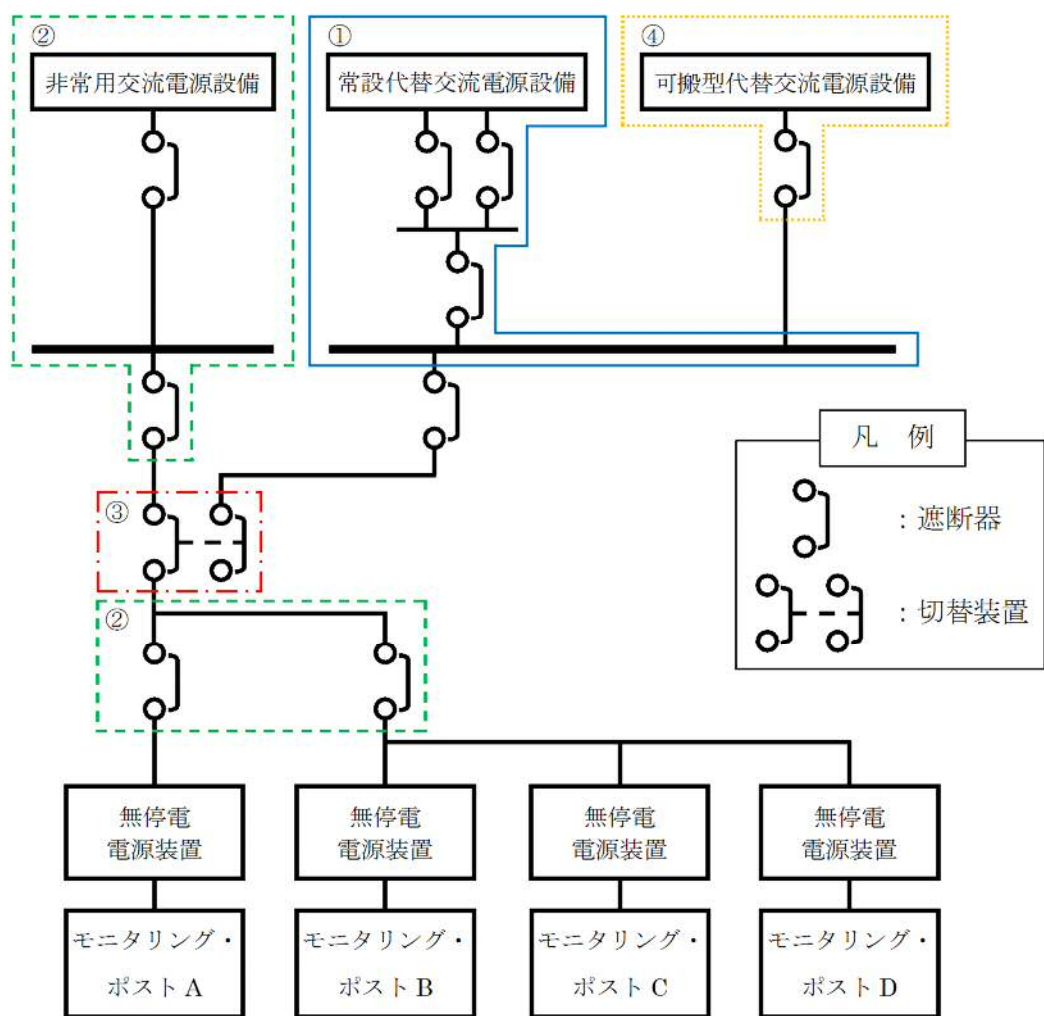 ②
非常用交流電源設備
①
常設代替交流電源設備
④
可搬型代替交流電源設備
凡 例
：遮断器
：切替装置
③
②
無停電
電源装置
無停電
電源装置
無停電
電源装置
無停電
電源装置
モニタリング・
ポスト A
モニタリング・
ポスト B
モニタリング・
ポスト C
モニタリング・
ポスト D